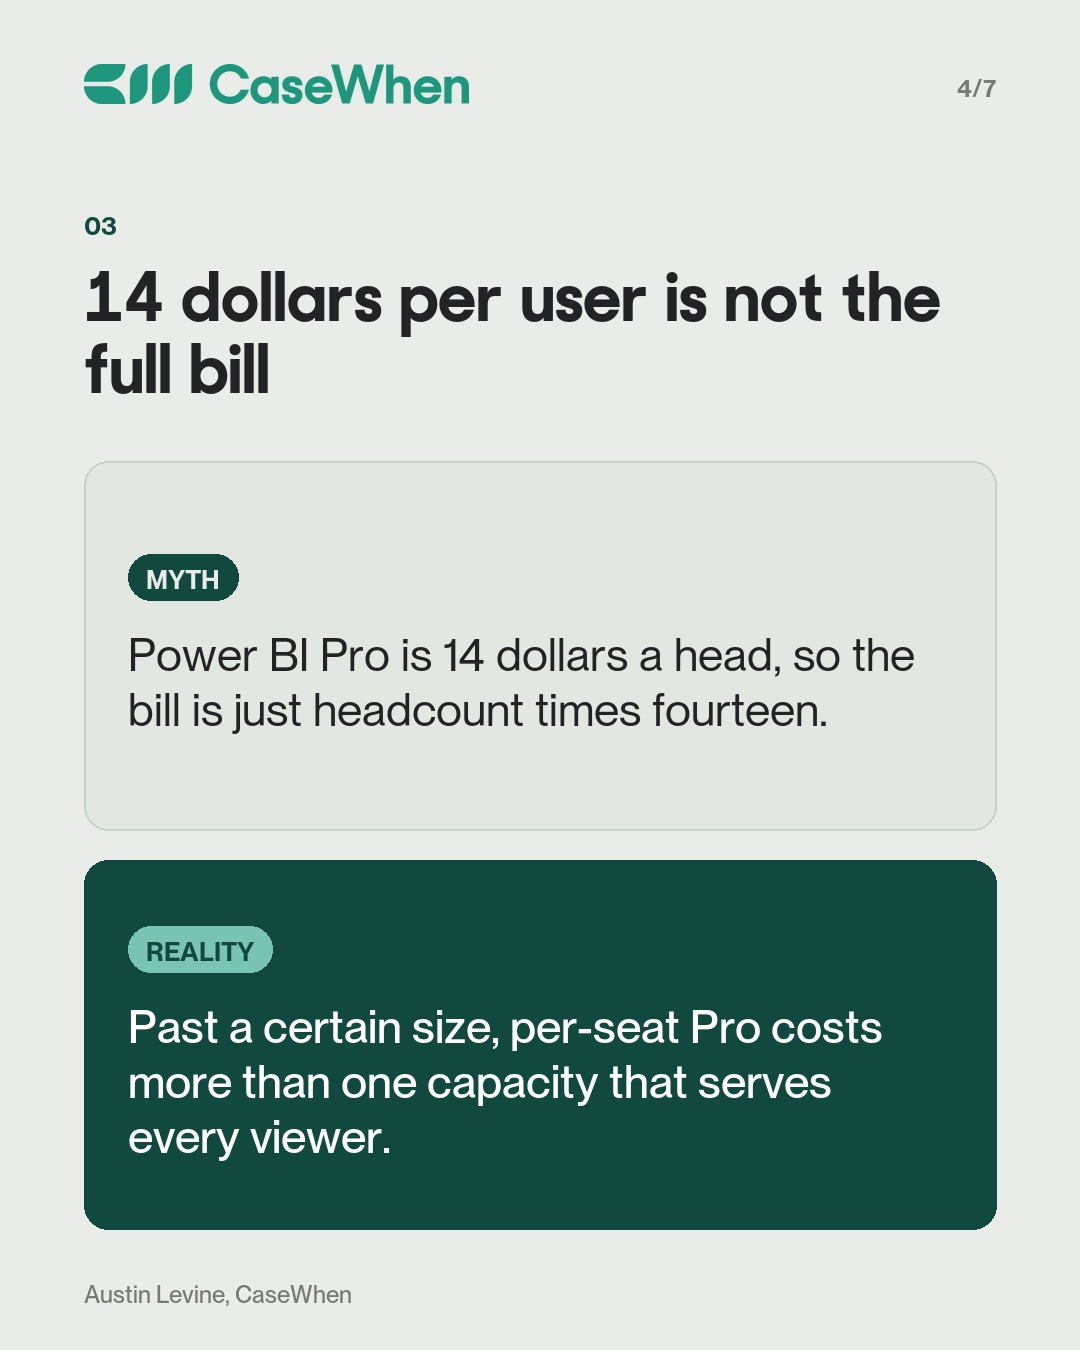 CaseWhen
4/7
03
14 dollars per user is not the
full bill
MYTH
Power BI Pro is 14 dollars a head, so the
bill is just headcount times fourteen.
REALITY
Past a certain size, per-seat Pro costs
more than one capacity that serves
every viewer.
Austin Levine, CaseWhen